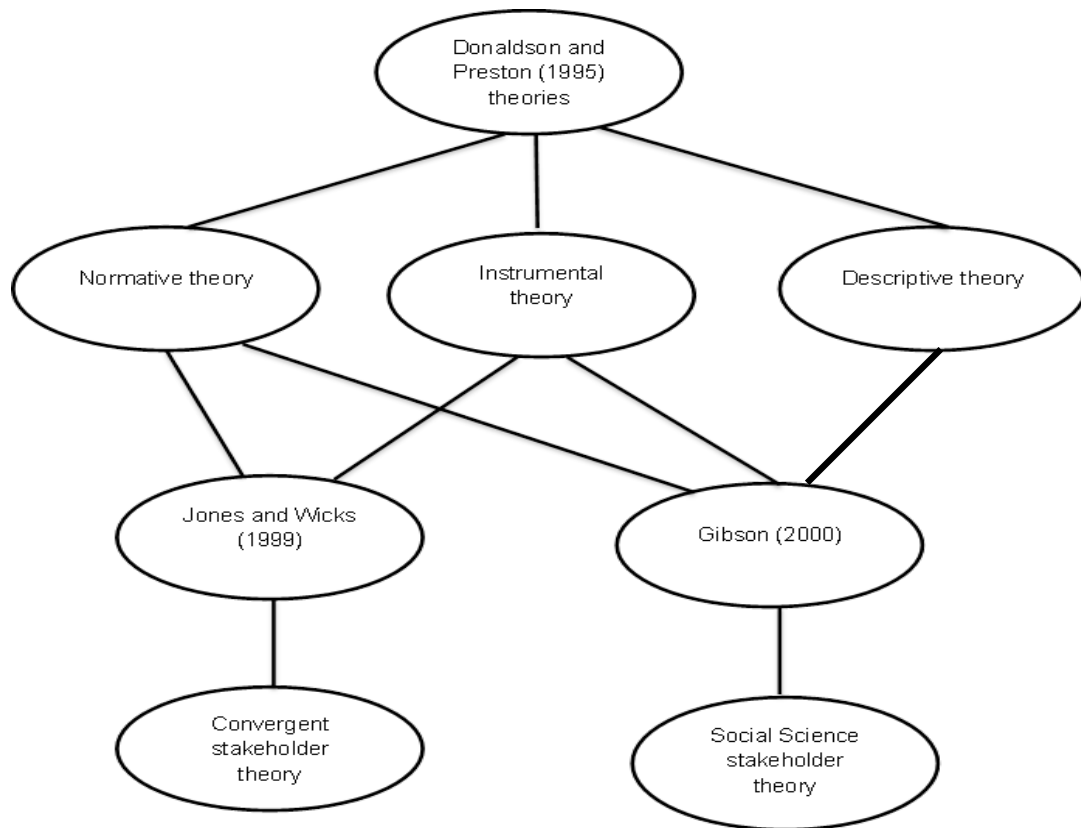 Donaldson and
Preston (1995)
theories
Normative theory
Instrumental
theory
Descriptive theory
Jones and Wicks
(1999)
Gibson (2000)
Convergent
stakeholder
theory
Social Science
stakeholder
theory